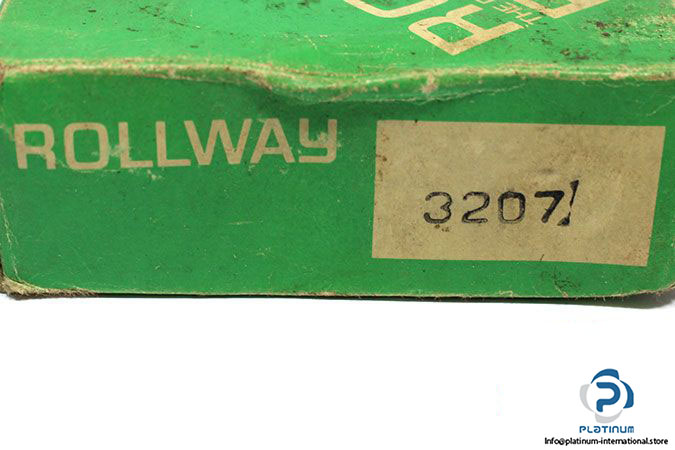 ROLLWAY
3207
PLATINUM
Info@platinum-international.store